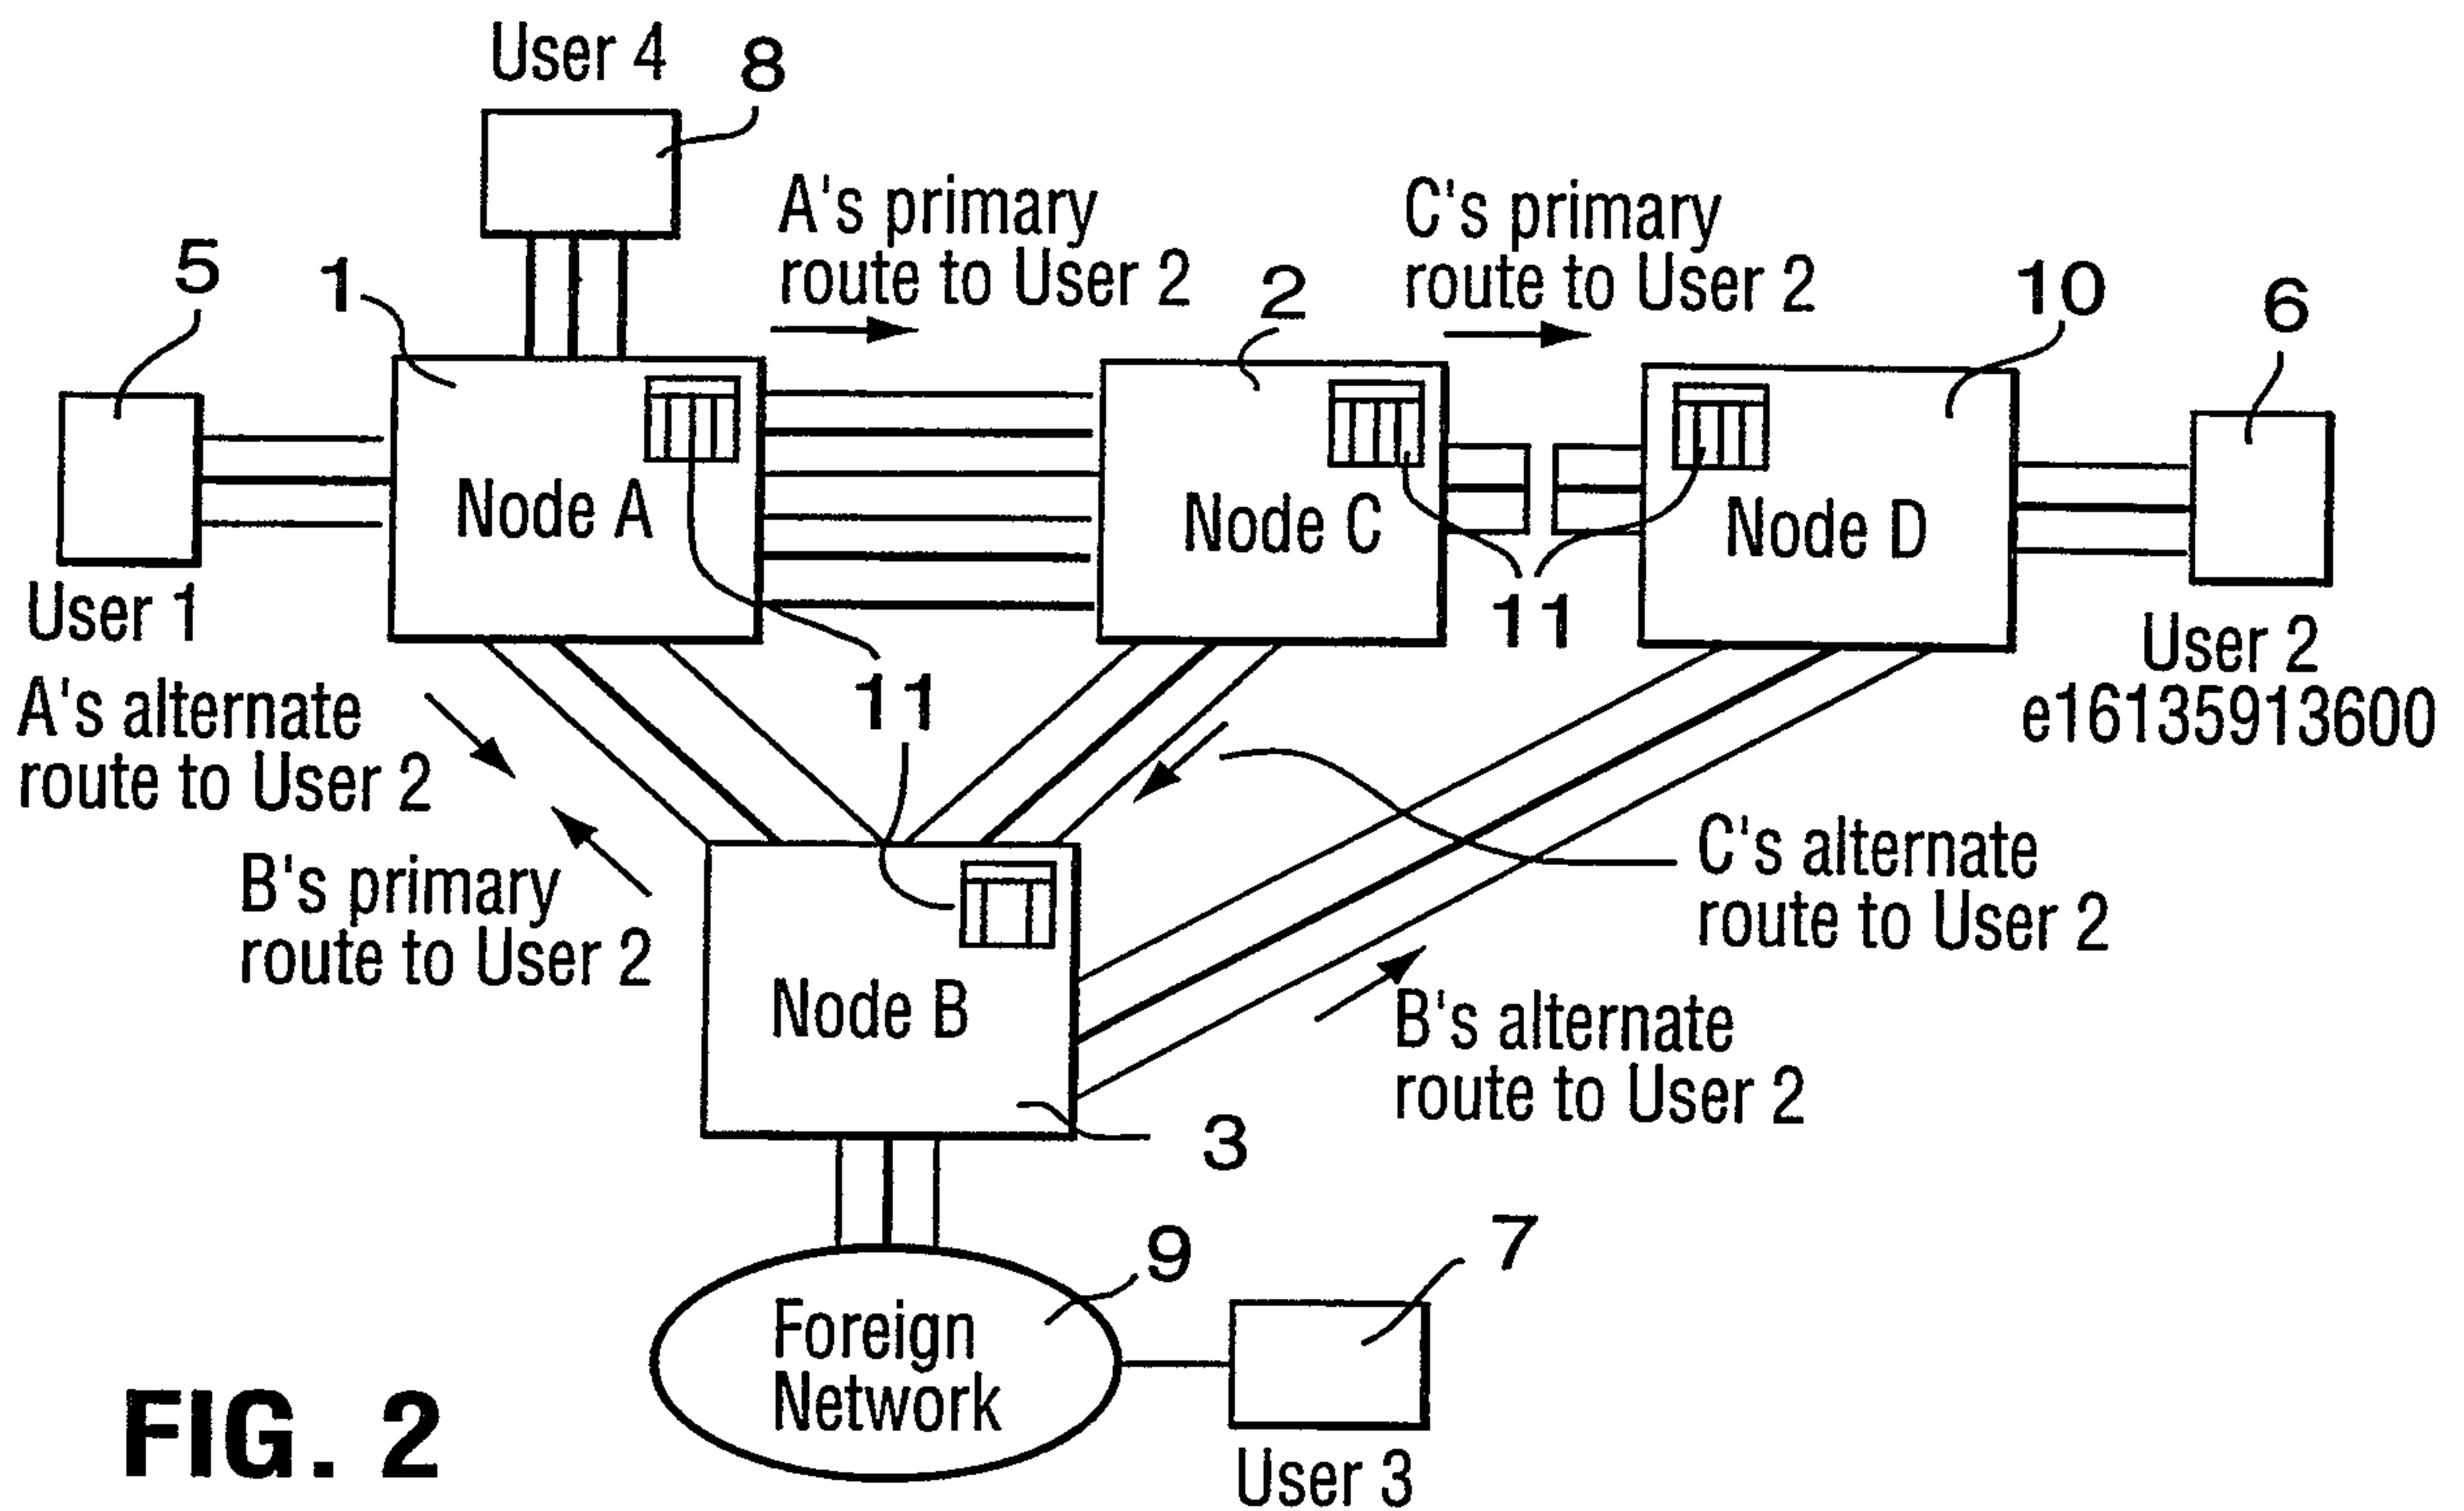 User 4
8
A's primary
route to User 2
C's primary
route to User 2
5
1
2
10
6
Node A
Node C
Node D
User 1
11
11
User 2
e16135913600
A's alternate
route to User 2
B's primary
route to User 2
C's alternate
route to User 2
Node B
B's alternate
route to User 2
3
9
7
Foreign
Network
User 3
FIG. 2